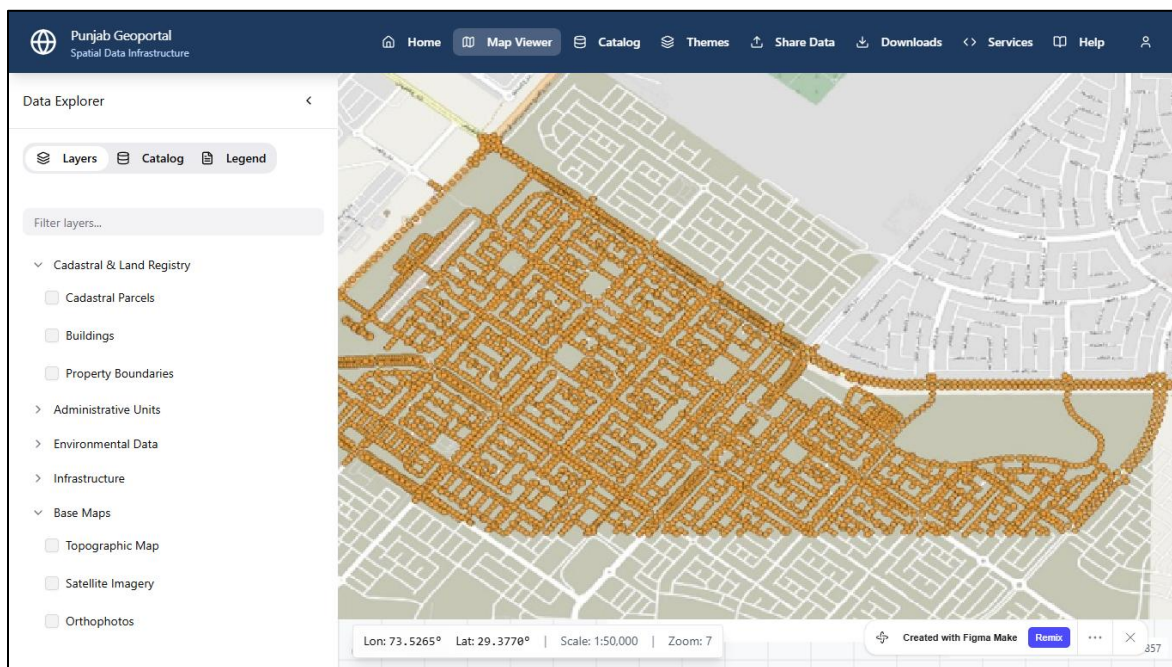 Punjab Geoportal
Spatial Data Infrastructure
Home Map Viewer Catalog Themes Share Data Downloads Services Help
Data Explorer
Layers Catalog Legend
Filter layers...
Cadastral & Land Registry
Cadastral Parcels
Buildings
Property Boundaries
Administrative Units
Environmental Data
Infrastructure
Base Maps
Topographic Map
Satellite Imagery
Orthophotos
Lon: 73.5265° Lat: 29.3770° | Scale: 1:50,000 | Zoom: 7
Created with Figma Make Remix
357